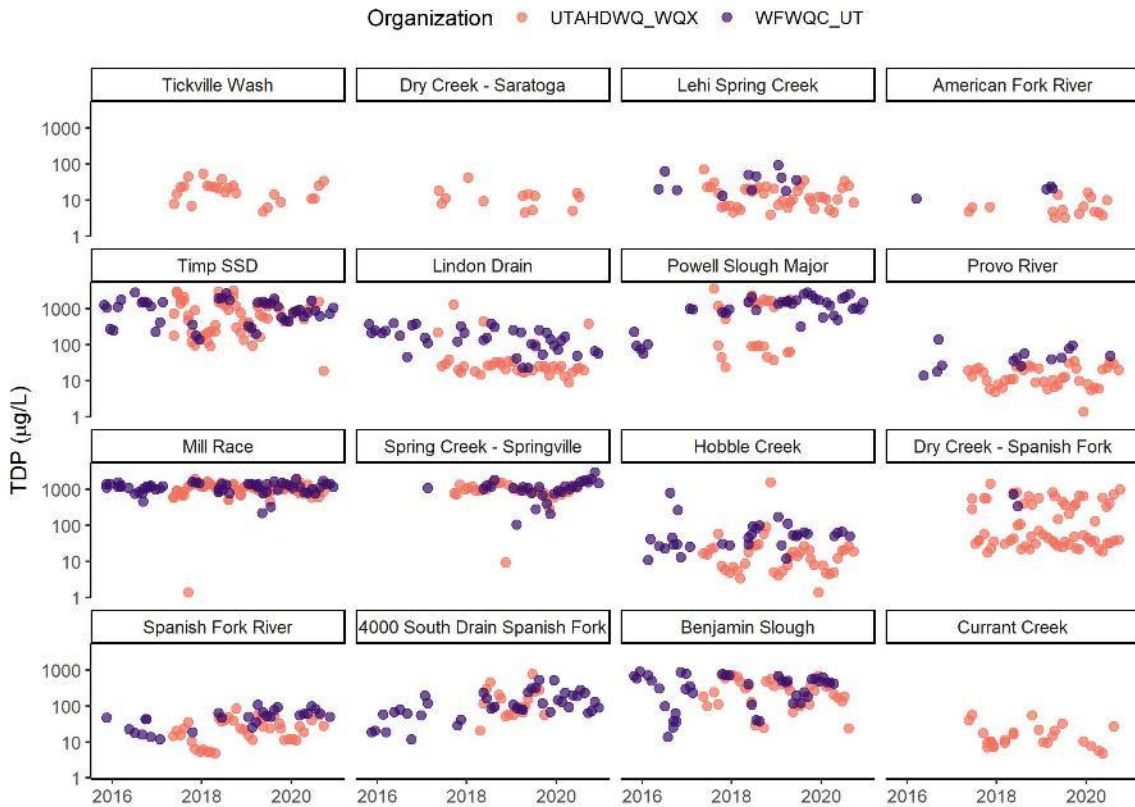 Organization UTAHDWQ_WQX WFWQC_UT
Tickville Wash Dry Creek - Saratoga Lehi Spring Creek American Fork River
1000
100
10
1
Timp SSD Lindon Drain Powell Slough Major Provo River
1000
100
10
1
TDP (µg/L)
Mill Race Spring Creek - Springville Hobble Creek Dry Creek - Spanish Fork
1000
100
10
1
Spanish Fork River 4000 South Drain Spanish Fork Benjamin Slough Currant Creek
1000
100
10
1
2016 2018 2020 2016 2018 2020 2016 2018 2020 2016 2018 2020